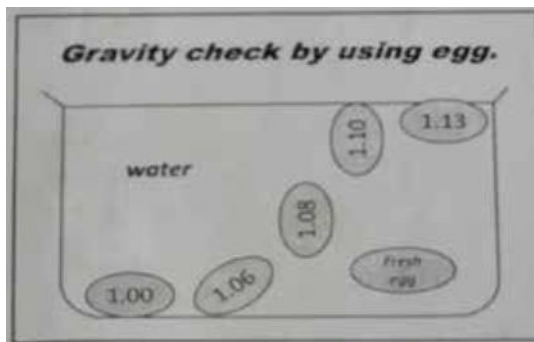 Gravity check by using egg.
1.10
1.13
water
1.08
Fresh
egg
1.00
1.06